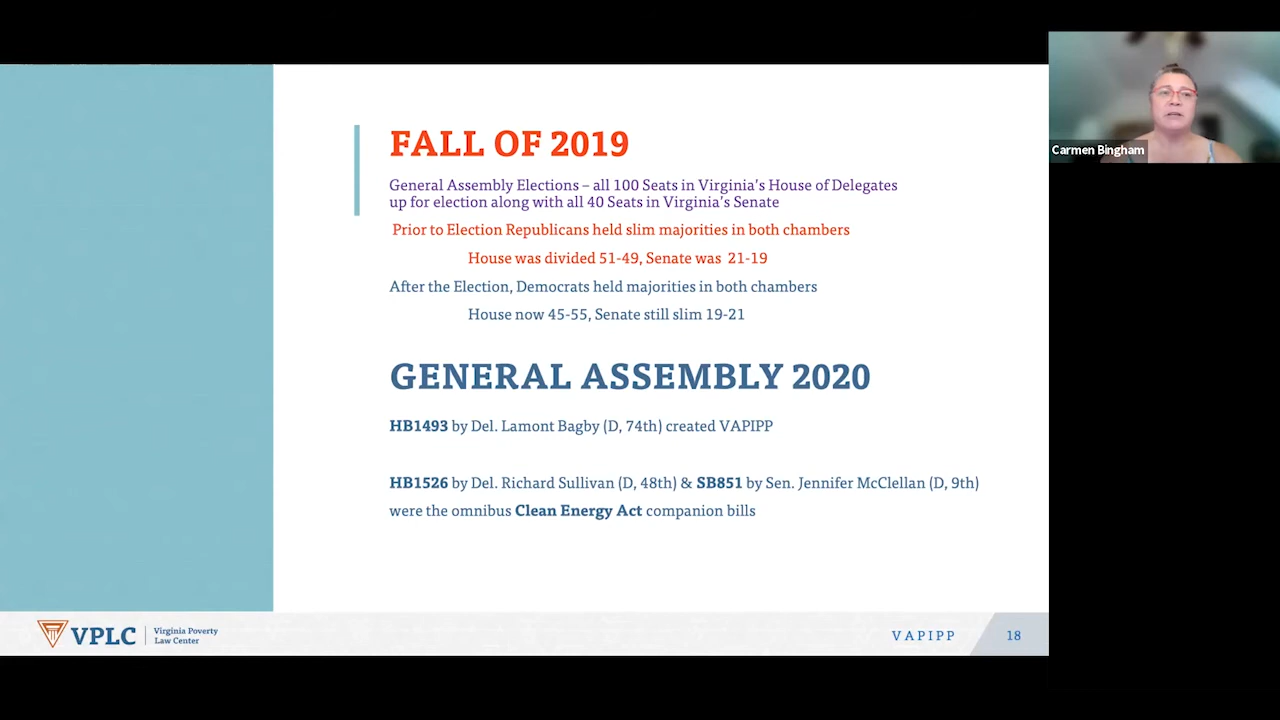 FALL OF 2019
General Assembly Elections – all 100 Seats in Virginia's House of Delegates
up for election along with all 40 Seats in Virginia's Senate
Prior to Election Republicans held slim majorities in both chambers
House was divided 51-49, Senate was 21-19
After the Election, Democrats held majorities in both chambers
House now 45-55, Senate still slim 19-21
GENERAL ASSEMBLY 2020
HB1493 by Del. Lamont Bagby (D, 74th) created VAPIPP
HB1526 by Del. Richard Sullivan (D, 48th) & SB851 by Sen. Jennifer McClellan (D, 9th)
were the omnibus Clean Energy Act companion bills
VPLC
Virginia Poverty
Law Center
VAPIPP
18
Carmen Bingham